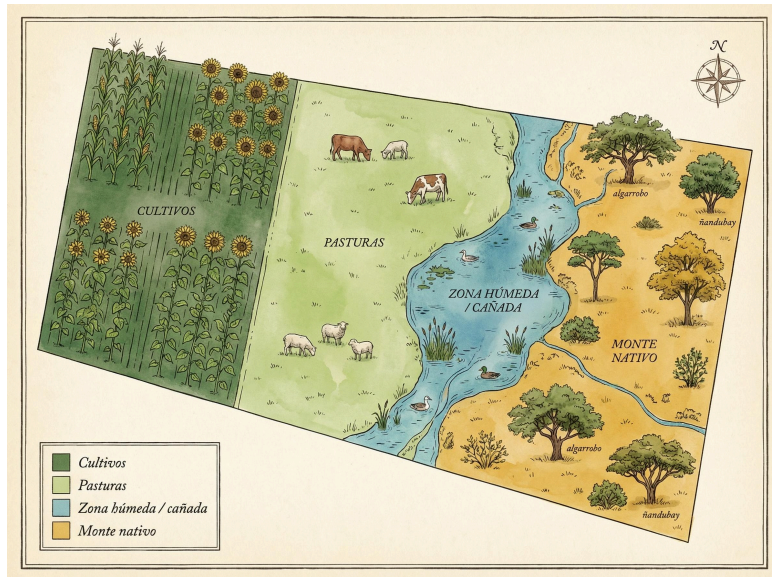 N
algarrobo
ñandubay
CULTIVOS
PASTURAS
ZONA HÚMEDA
/ CAÑADA
MONTE
NATIVO
algarrobo
ñandubay
Cultivos
Pasturas
Zona húmeda / cañada
Monte nativo